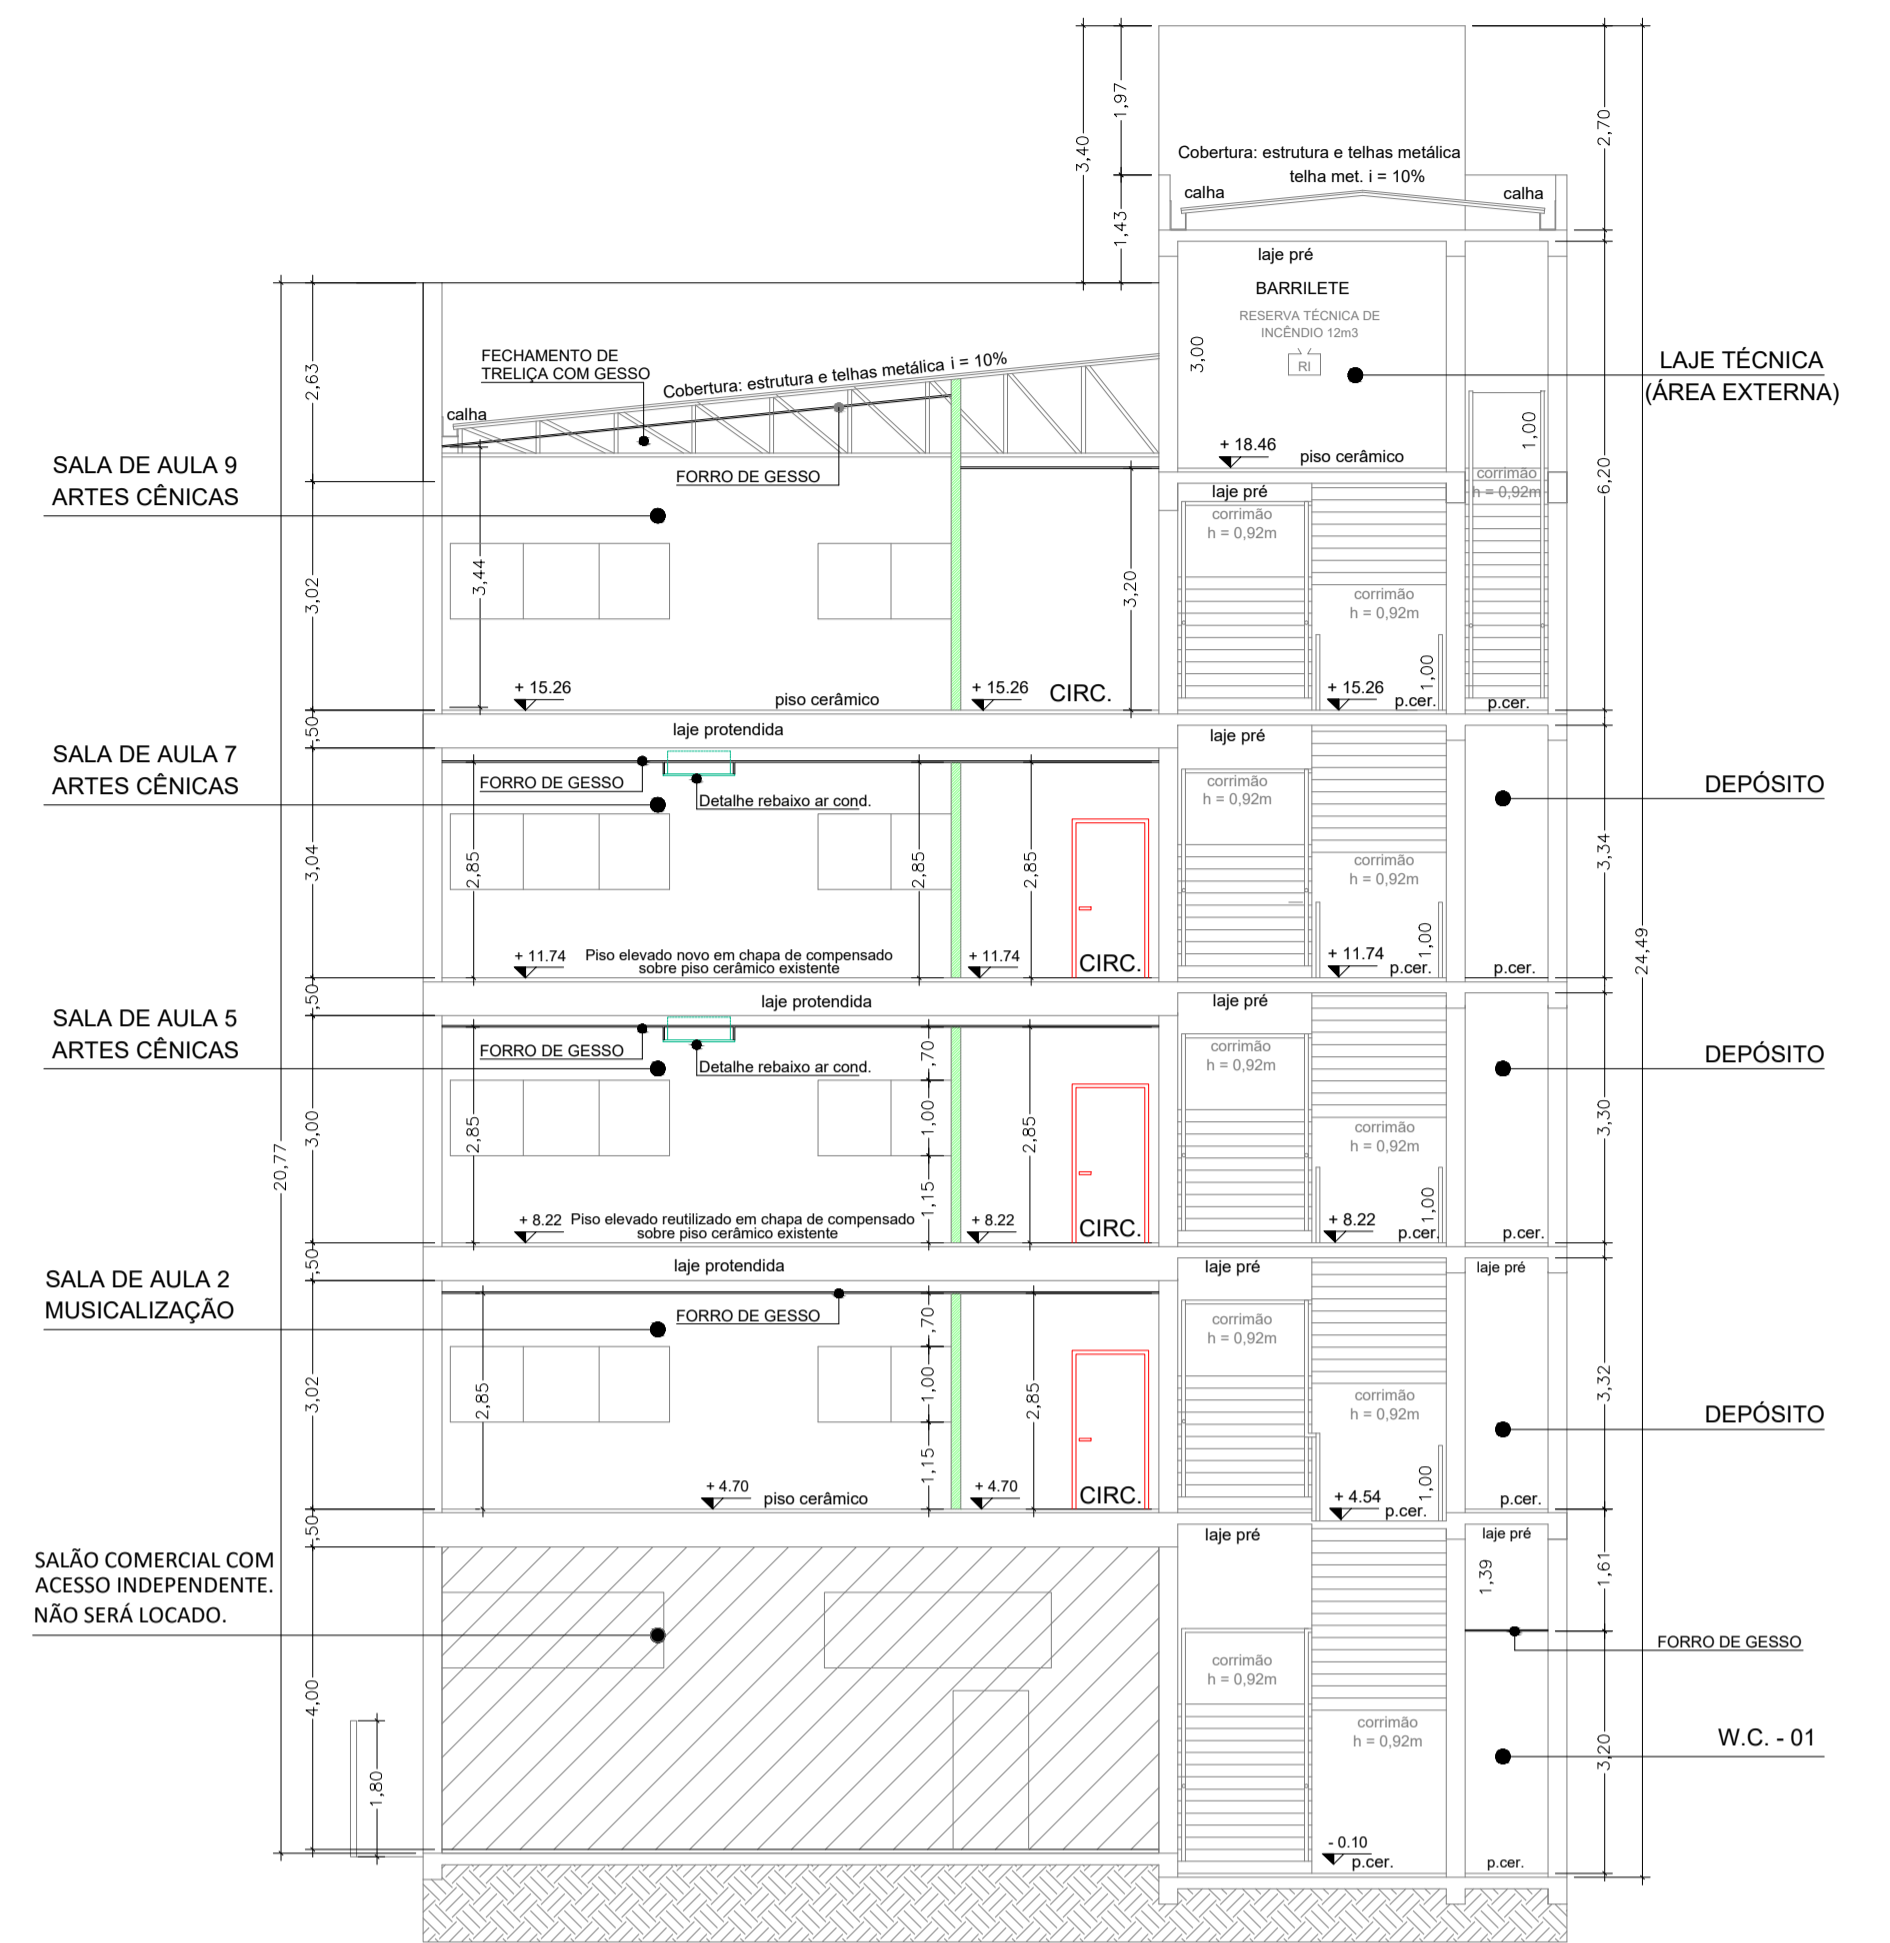 1,97
3,40
2,70
Cobertura: estrutura e telhas metálica
telha met. i = 10%
calha
calha
1,43
laje pré
BARRILETE
RESERVA TÉCNICA DE
INCÊNDIO 12m3
RI
3,00
LAJE TÉCNICA
(ÁREA EXTERNA)
FECHAMENTO DE
TRELIÇA COM GESSO
Cobertura: estrutura e telhas metálica i = 10%
2,63
calha
1,00
+ 18.46
piso cerâmico
SALA DE AULA 9
ARTES CÊNICAS
FORRO DE GESSO
corrimão
h = 0,92m
6,20
laje pré
corrimão
h = 0,92m
3,02
3,44
3,20
corrimão
h = 0,92m
1,00
+ 15.26
piso cerâmico
+ 15.26
CIRC.
+ 15.26
p.cer.
p.cer.
,50
laje protendida
laje pré
SALA DE AULA 7
ARTES CÊNICAS
FORRO DE GESSO
Detalhe rebaixo ar cond.
corrimão
h = 0,92m
DEPÓSITO
3,04
2,85
2,85
2,85
corrimão
h = 0,92m
3,34
1,00
+ 11.74
Piso elevado novo em chapa de compensado
sobre piso cerâmico existente
+ 11.74
CIRC.
+ 11.74
p.cer.
p.cer.
24,49
,50
laje protendida
laje pré
SALA DE AULA 5
ARTES CÊNICAS
FORRO DE GESSO
Detalhe rebaixo ar cond.
,70
corrimão
h = 0,92m
DEPÓSITO
3,00
2,85
1,00
2,85
corrimão
h = 0,92m
3,30
20,77
1,15
1,00
+ 8.22
Piso elevado reutilizado em chapa de compensado
sobre piso cerâmico existente
+ 8.22
CIRC.
+ 8.22
p.cer.
p.cer.
,50
laje protendida
laje pré
laje pré
SALA DE AULA 2
MUSICALIZAÇÃO
FORRO DE GESSO
,70
corrimão
h = 0,92m
DEPÓSITO
3,02
2,85
1,00
2,85
corrimão
h = 0,92m
3,32
1,15
1,00
+ 4.70
piso cerâmico
+ 4.70
CIRC.
+ 4.54
p.cer.
p.cer.
,50
laje pré
laje pré
SALÃO COMERCIAL COM
ACESSO INDEPENDENTE.
NÃO SERÁ LOCADO.
1,39
1,61
FORRO DE GESSO
corrimão
h = 0,92m
4,00
corrimão
h = 0,92m
W.C. - 01
3,20
1,80
- 0.10
p.cer.
p.cer.